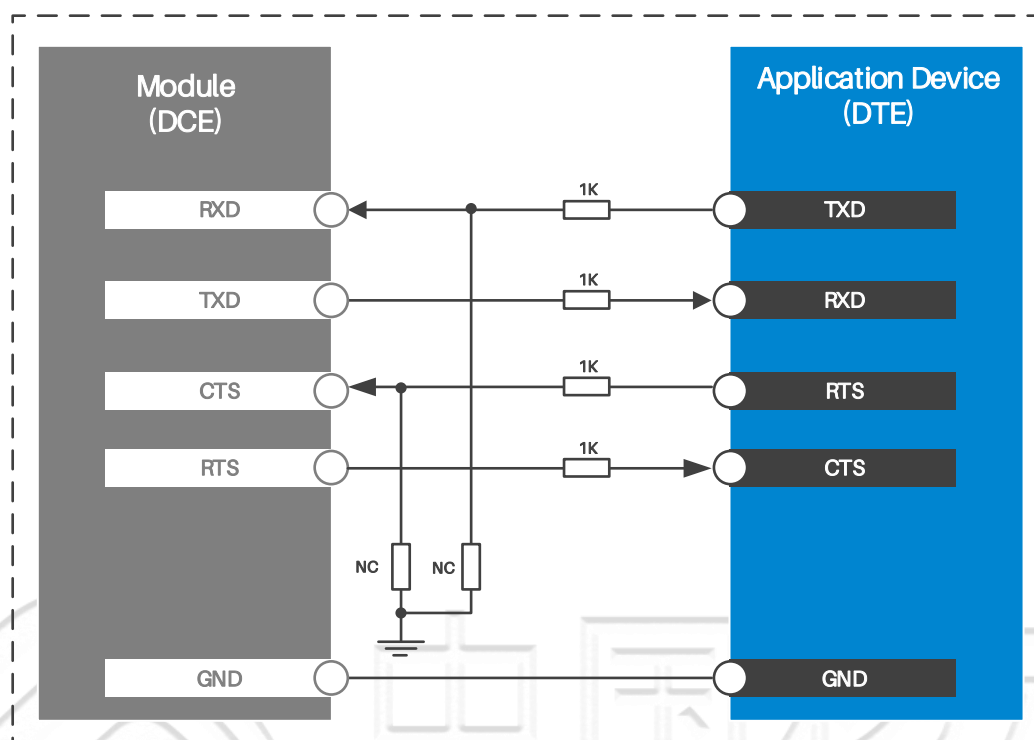 Module
(DCE)
Application Device
(DTE)
RXD
1K
TXD
TXD
1K
RXD
CTS
1K
RTS
RTS
1K
CTS
NC
NC
GND
GND